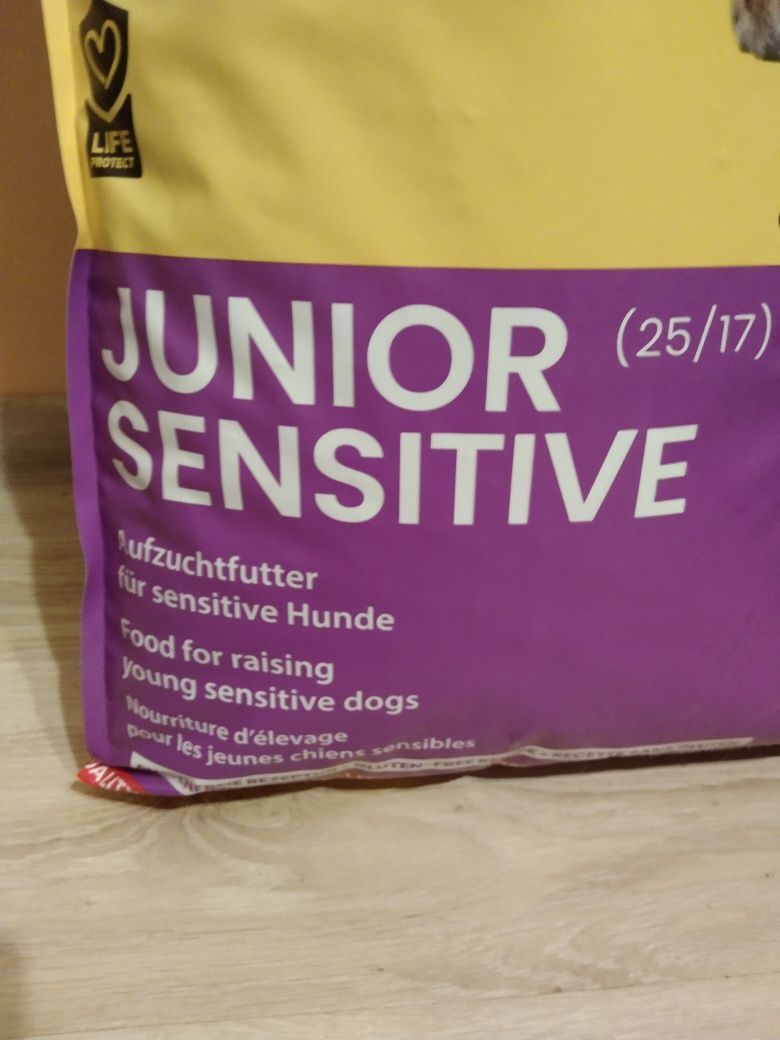 LIFE
PROTECT
JUNIOR (25/17)
SENSITIVE
Aufzuchtfutter
für sensitive Hunde
Food for raising
young sensitive dogs
Nourriture d'élevage
pour les jeunes chiens sensibles